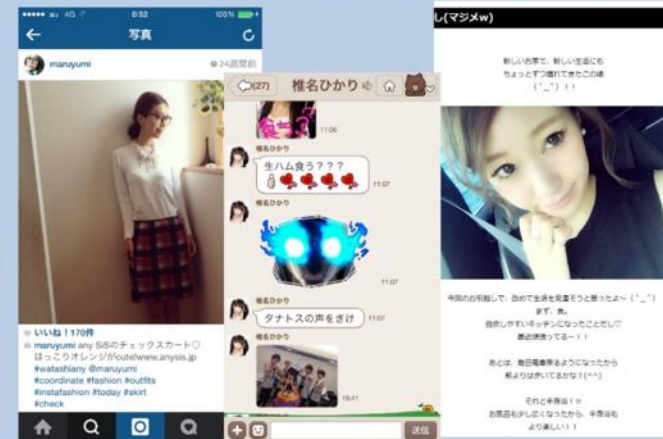 au 4G 0:52 100%
写真
maruyumi 24週間前
いいね！170件
maruyumi any SiSのチェックスカート♡
ほっこりオレンジがcute!www.anysis.jp
#watashiany @maruyumi
#coordinate #fashion #outfits
#instafashion #today #skirt
#check
(27) 椎名ひかり
11:06
椎名ひかり
生ハム食う???
11:07
椎名ひかり
11:07
椎名ひかり
タナトスの声をきけ 11:07
椎名ひかり
18:41
送信
し(マジメw)
新しいお家で、新しい生活にも
ちょっとずつ慣れてきたこの頃
今回のお引越しで、改めて生活を見直そうと思ったよ〜
まず、食。
自炊しやすいキッチンになったことだし♡
最近頑張ってるー！！
あとは、毎日電車乗るようになったから
前よりは歩いてるかな！(^^)
それと半身浴！！
お風呂も少し広くなったから、半身浴も
より楽しい！！